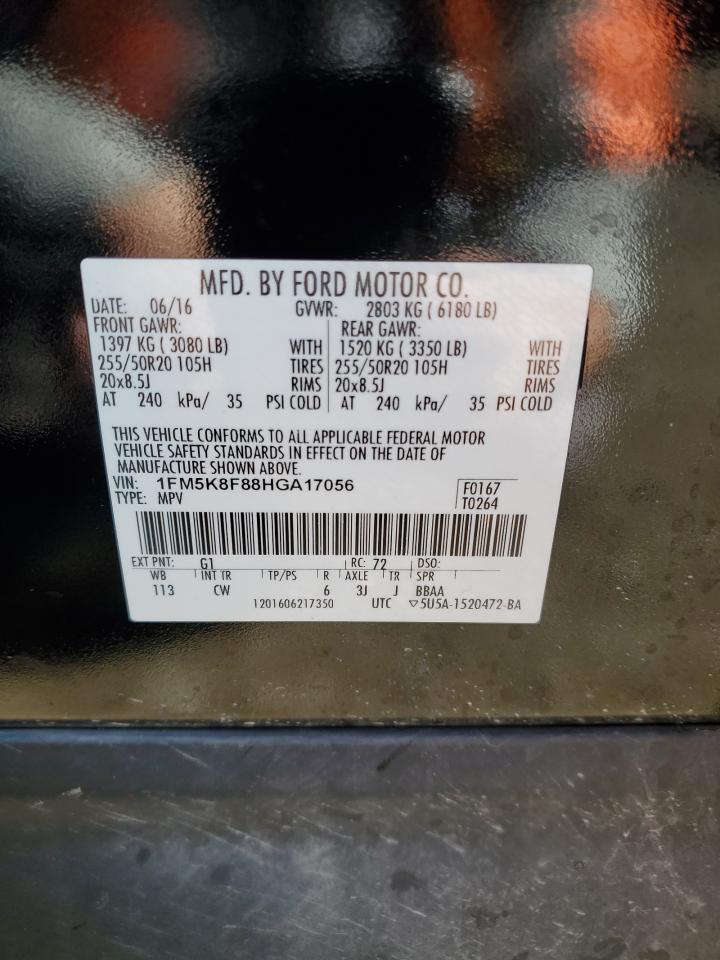 MFD. BY FORD MOTOR CO.
DATE: 06/16 GVWR: 2803 KG ( 6180 LB)
FRONT GAWR: REAR GAWR:
1397 KG ( 3080 LB) WITH 1520 KG ( 3350 LB) WITH
255/50R20 105H TIRES 255/50R20 105H TIRES
20x8.5J RIMS 20x8.5J RIMS
AT 240 kPa/ 35 PSI COLD AT 240 kPa/ 35 PSI COLD
THIS VEHICLE CONFORMS TO ALL APPLICABLE FEDERAL MOTOR
VEHICLE SAFETY STANDARDS IN EFFECT ON THE DATE OF
MANUFACTURE SHOWN ABOVE.
VIN: 1FM5K8F88HGA17056 F0167
TYPE: MPV T0264
EXT PNT: G1 RC: 72 DSO:
WB INT TR TP/PS R AXLE TR SPR
113 CW 6 3J J BBAA
1201606217350 UTC ▽5U5A-1520472-BA